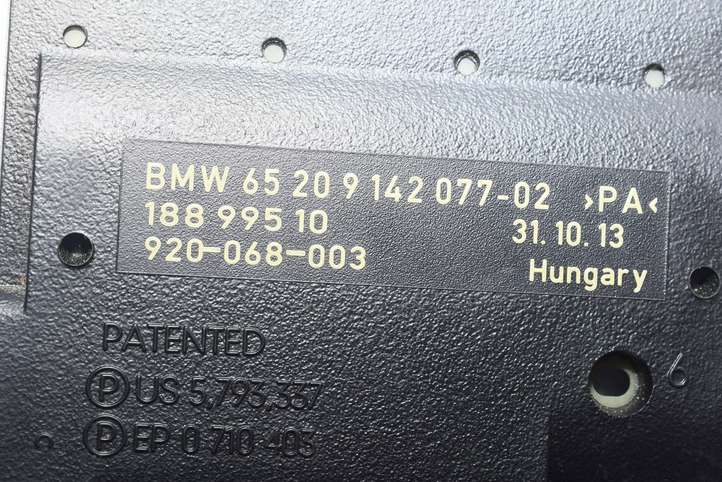 BMW 65 20 9 142 077-02 >PA<
188 995 10 31.10.13
920-068-003 Hungary
PATENTED
Ⓟ US 5,793,337
Ⓟ EP 0 710 403
6